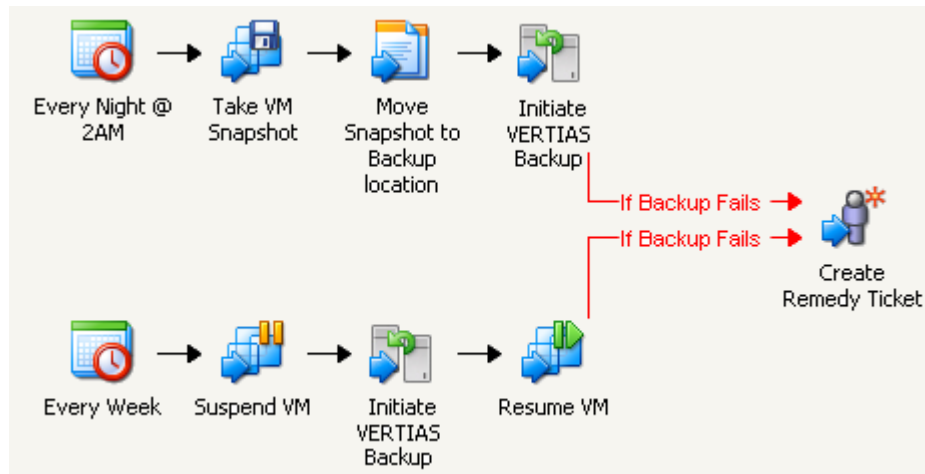 Every Night @
2AM
Take VM
Snapshot
Move
Snapshot to
Backup
location
Initiate
VERTIAS
Backup
If Backup Fails
If Backup Fails
Create
Remedy Ticket
Every Week
Suspend VM
Initiate
VERTIAS
Backup
Resume VM